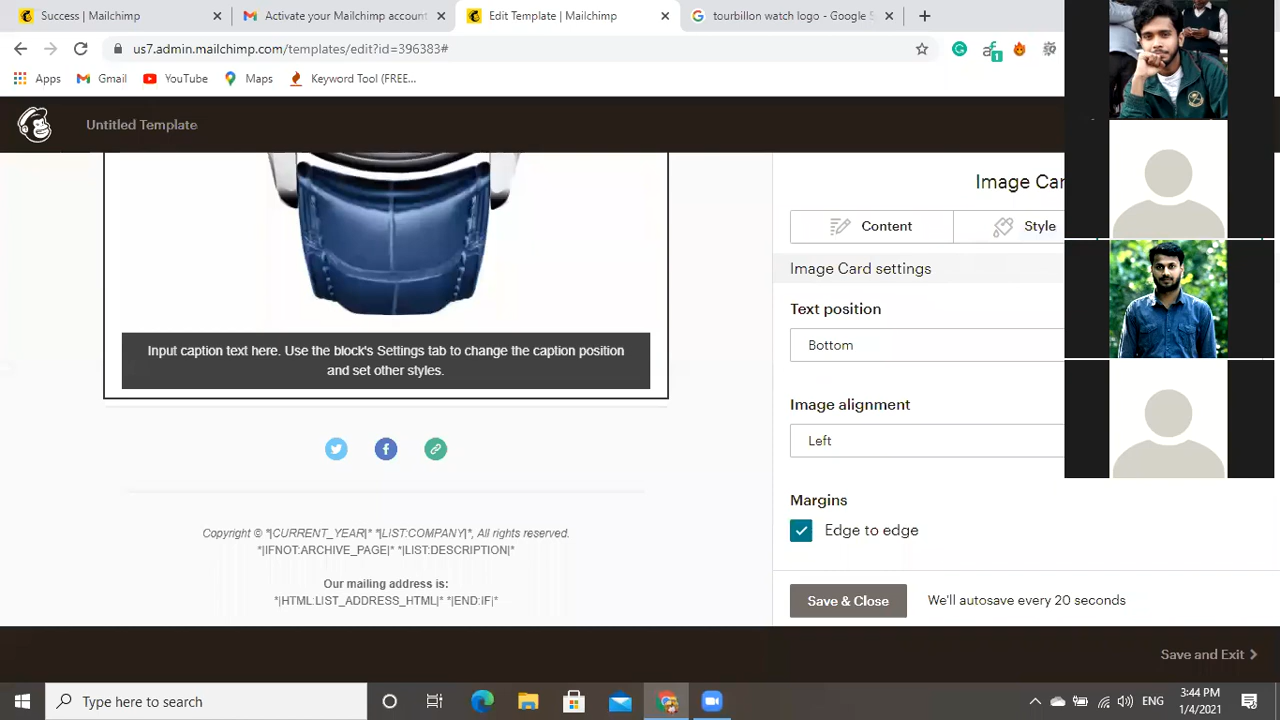 Success | Mailchimp
Activate your Mailchimp accoun
Edit Template | Mailchimp
tourbillon watch logo - Google S
us7.admin.mailchimp.com/templates/edit?id=396383#
1
Apps
Gmail
YouTube
Maps
Keyword Tool (FREE...
Untitled Template
Image Car
Content
Style
Image Card settings
Text position
Bottom
Image alignment
Left
Margins
Edge to edge
Input caption text here. Use the block's Settings tab to change the caption position
and set other styles.
Copyright © *|CURRENT_YEAR|* *|LIST:COMPANY|*, All rights reserved.
*|IFNOT:ARCHIVE_PAGE|* *|LIST:DESCRIPTION|*
Our mailing address is:
*|HTML:LIST_ADDRESS_HTML|* *|END:IF|*
Save & Close
We'll autosave every 20 seconds
Save and Exit
Type here to search
ENG
3:44 PM
1/4/2021